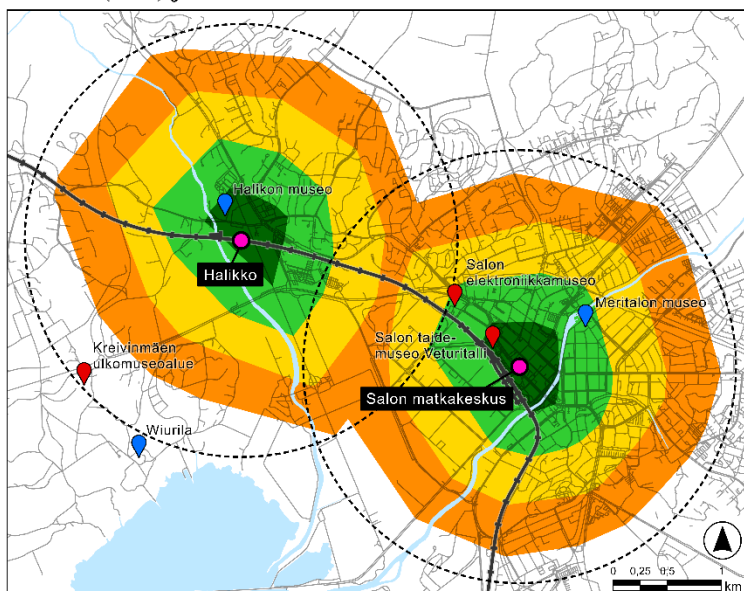 Halikon museo
Halikko
Salon
elektroniikkamuseo
Meritalon museo
Salon taide-
museo Veturitalli
Kreivinmäen
ulkomuseoalue
Salon matkakeskus
Wiurila
0 0,25 0,5 1
km